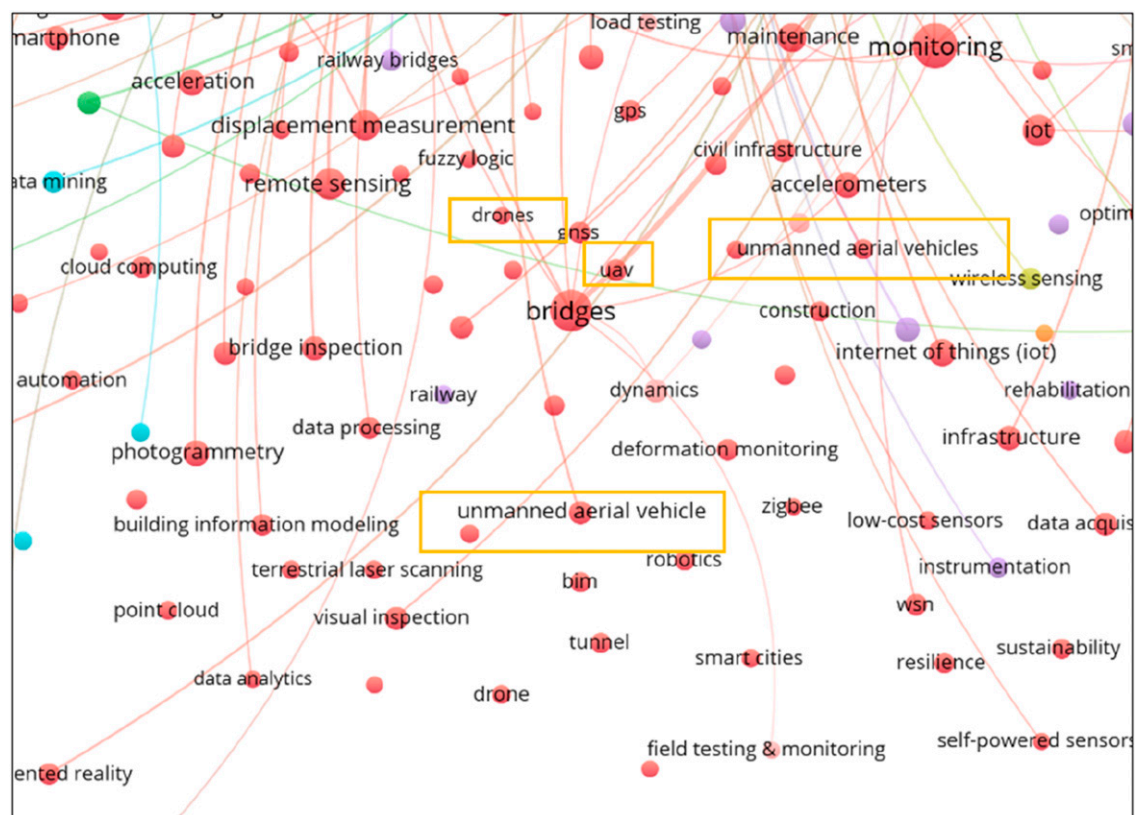 load testing
martphone
maintenance
monitoring
sm
railway bridges
acceleration
gps
displacement measurement
iot
civil infrastructure
fuzzy logic
ata mining
remote sensing
accelerometers
drones
optim
gnss
unmanned aerial vehicles
cloud computing
uav
wireless sensing
bridges
construction
bridge inspection
internet of things (iot)
automation
railway
dynamics
rehabilitation
data processing
infrastructure
photogrammetry
deformation monitoring
unmanned aerial vehicle
zigbee
building information modeling
low-cost sensors
data acquis
robotics
instrumentation
terrestrial laser scanning
bim
wsn
point cloud
visual inspection
tunnel
sustainability
smart cities
resilience
data analytics
drone
self-powered sensors
field testing & monitoring
ented reality